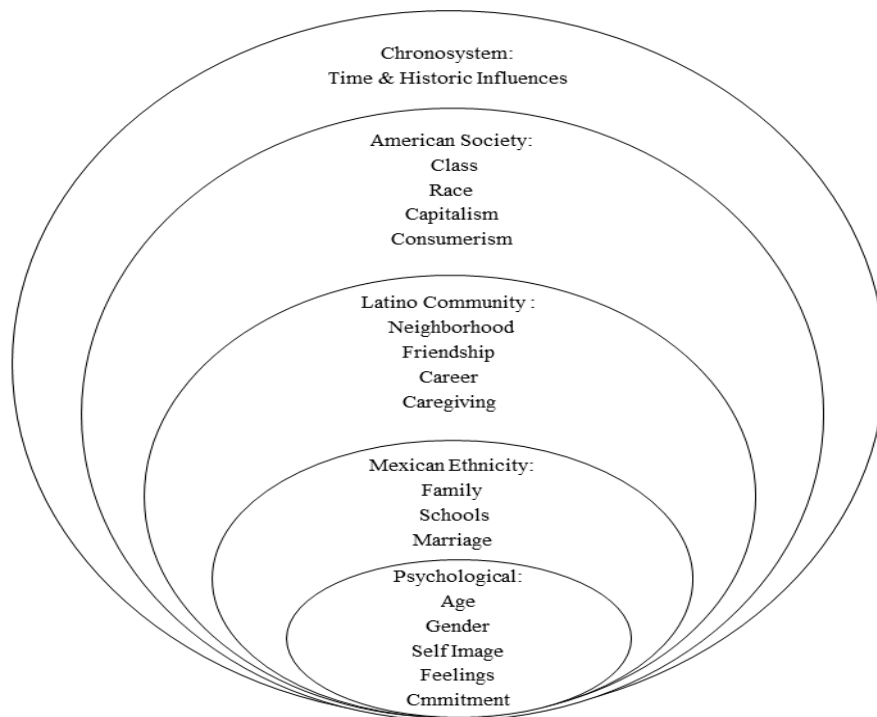 Chronosystem:
Time & Historic Influences
American Society:
Class
Race
Capitalism
Consumerism
Latino Community :
Neighborhood
Friendship
Career
Caregiving
Mexican Ethnicity:
Family
Schools
Marriage
Psychological:
Age
Gender
Self Image
Feelings
Cmmitment